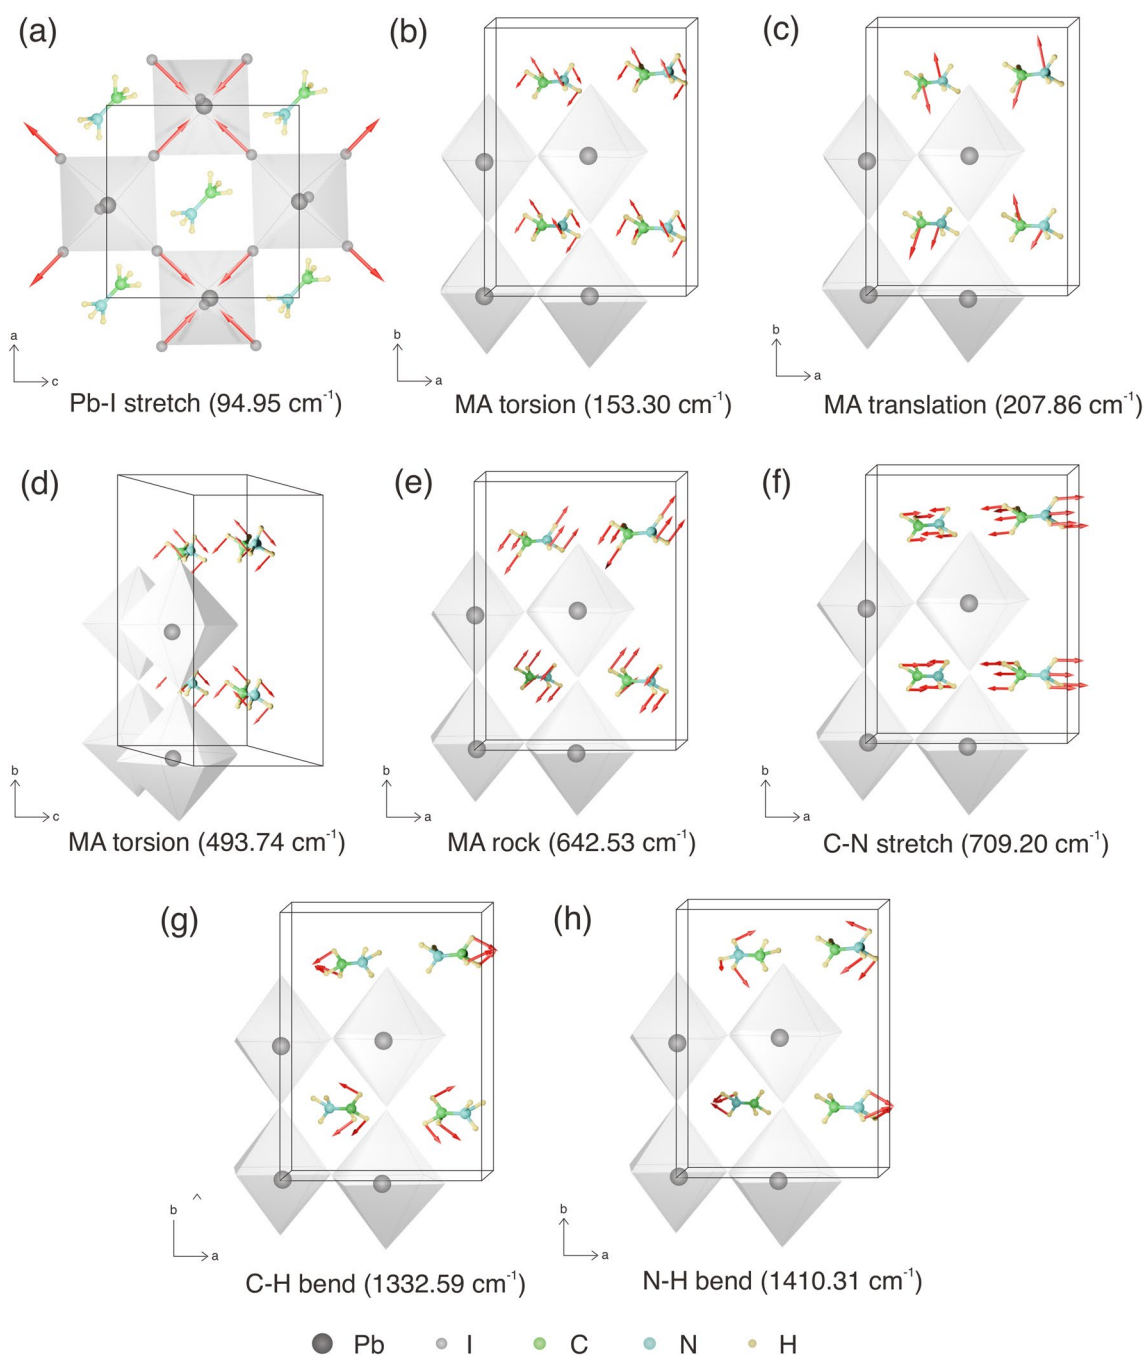 (a)
(b)
(c)
a
c
Pb-I stretch (94.95 cm⁻¹)
b
a
MA torsion (153.30 cm⁻¹)
b
a
MA translation (207.86 cm⁻¹)
(d)
(e)
(f)
b
c
MA torsion (493.74 cm⁻¹)
b
a
MA rock (642.53 cm⁻¹)
b
a
C-N stretch (709.20 cm⁻¹)
(g)
(h)
b
a
C-H bend (1332.59 cm⁻¹)
b
a
N-H bend (1410.31 cm⁻¹)
Pb I C N H